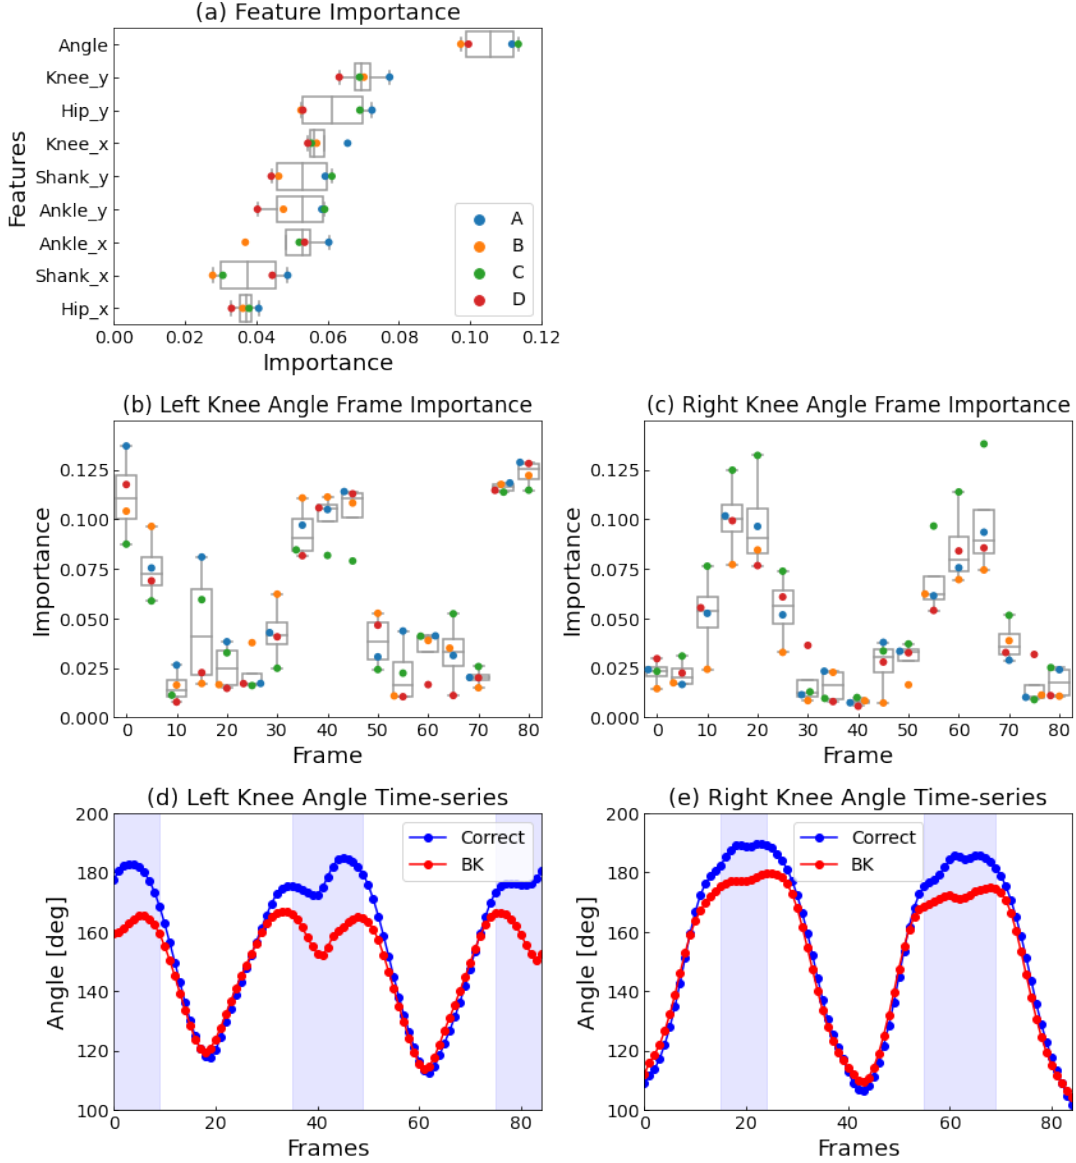 (a) Feature Importance
Features
Angle
Knee_y
Hip_y
Knee_x
Shank_y
Ankle_y
Ankle_x
Shank_x
Hip_x
A
B
C
D
0.00 0.02 0.04 0.06 0.08 0.10 0.12
Importance
(b) Left Knee Angle Frame Importance
Importance
0.125
0.100
0.075
0.050
0.025
0.000
0 10 20 30 40 50 60 70 80
Frame
(c) Right Knee Angle Frame Importance
Importance
0.125
0.100
0.075
0.050
0.025
0.000
0 10 20 30 40 50 60 70 80
Frame
(d) Left Knee Angle Time-series
Angle [deg]
200
180
160
140
120
100
Correct
BK
0 20 40 60 80
Frames
(e) Right Knee Angle Time-series
Angle [deg]
200
180
160
140
120
100
Correct
BK
0 20 40 60 80
Frames